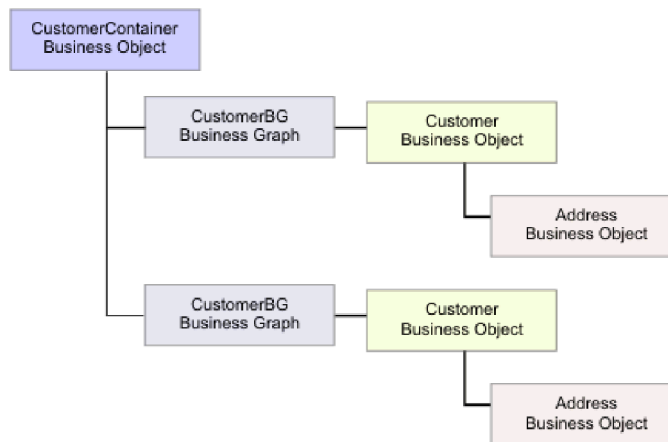 CustomerContainer
Business Object
CustomerBG
Business Graph
Customer
Business Object
Address
Business Object
CustomerBG
Business Graph
Customer
Business Object
Address
Business Object